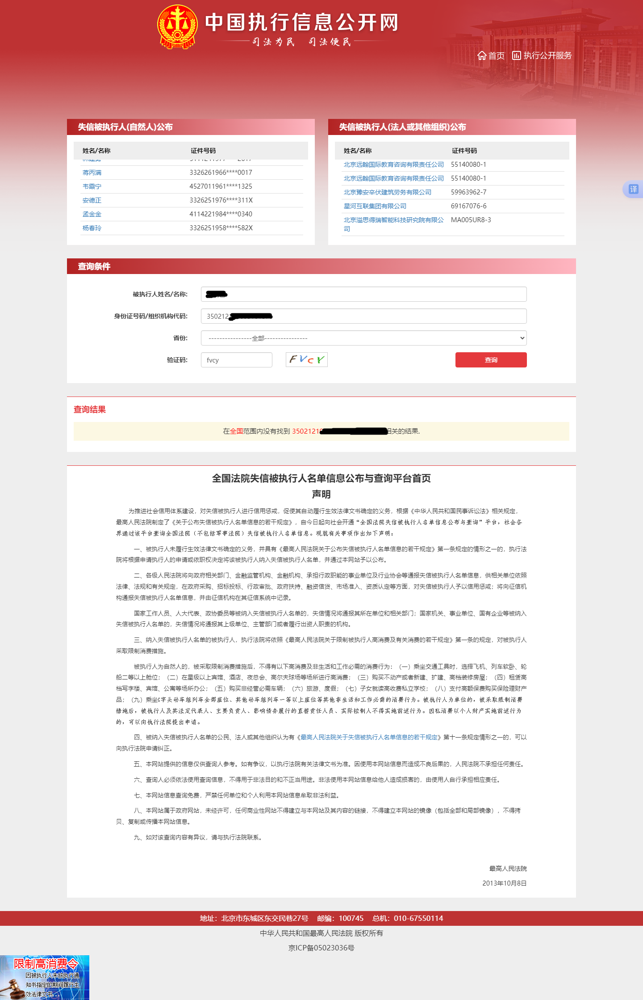 中国执行信息公开网
司法为民 司法便民
首页 执行公开服务
失信被执行人(自然人)公布
姓名/名称 证件号码
蒋丙满 3326261966****0017
韦霞宁 4527011961****1325
安德正 3326251976****311X
孟金金 4114221984****0340
杨春玲 3326251958****582X
失信被执行人(法人或其他组织)公布
姓名/名称 证件号码
北京远翰国际教育咨询有限责任公司 55140080-1
北京远翰国际教育咨询有限责任公司 55140080-1
北京豫安辛伏建筑劳务有限公司 59963962-7
星河互联集团有限公司 69167076-6
北京溢思得瑞智能科技研究院有限公 MA005UR8-3
司
译
查询条件
被执行人姓名/名称:
身份证号码/组织机构代码: 350212
省份: ----------------全部----------------
验证码: fvcy FVCY 查询
查询结果
在全国范围内没有找到 3502121 相关的结果.
全国法院失信被执行人名单信息公布与查询平台首页
声明
为推进社会信用体系建设，对失信被执行人进行信用惩戒，促使其自动履行生效法律文书确定的义务，根据《中华人民共和国民事诉讼法》相关规定，
最高人民法院制定了《关于公布失信被执行人名单信息的若干规定》，自今日起向社会开通“全国法院失信被执行人名单信息公布与查询”平台，社会各
界通过该平台查询全国法院（不包括军事法院）失信被执行人名单信息。现就有关事项作出如下声明：
一、被执行人未履行生效法律文书确定的义务，并具有《最高人民法院关于公布失信被执行人名单信息的若干规定》第一条规定的情形之一的，执行法
院将根据申请执行人的申请或依职权决定将该被执行人纳入失信被执行人名单，并通过本网站予以公布。
二、各级人民法院将向政府相关部门、金融监管机构、金融机构、承担行政职能的事业单位及行业协会等通报失信被执行人名单信息，供相关单位依照
法律、法规和有关规定，在政府采购、招标投标、行政审批、政府扶持、融资信贷、市场准入、资质认定等方面，对失信被执行人予以信用惩戒；将向征信机
构通报失信被执行人名单信息，并由征信机构在其征信系统中记录。
国家工作人员、人大代表、政协委员等被纳入失信被执行人名单的，失信情况将通报其所在单位和相关部门；国家机关、事业单位、国有企业等被纳入
失信被执行人名单的，失信情况将通报其上级单位、主管部门或者履行出资人职责的机构。
三、纳入失信被执行人名单的被执行人，执行法院将依照《最高人民法院关于限制被执行人高消费及有关消费的若干规定》第一条的规定，对被执行人
采取限制消费措施。
被执行人为自然人的，被采取限制消费措施后，不得有以下高消费及非生活和工作必需的消费行为：（一）乘坐交通工具时，选择飞机、列车软卧、轮
船二等以上舱位；（二）在星级以上宾馆、酒店、夜总会、高尔夫球场等场所进行高消费；（三）购买不动产或者新建、扩建、高档装修房屋；（四）租赁高
档写字楼、宾馆、公寓等场所办公；（五）购买非经营必需车辆；（六）旅游、度假；（七）子女就读高收费私立学校；（八）支付高额保费购买保险理财产
品；（九）乘坐G字头动车组列车全部座位、其他动车组列车一等以上座位等其他非生活和工作必需的消费行为。被执行人为单位的，被采取限制消费
措施后，被执行人及其法定代表人、主要负责人、影响债务履行的直接责任人员、实际控制人不得实施前述行为。因私消费以个人财产实施前述行为
的，可以向执行法院提出申请。
四、被纳入失信被执行人名单的公民、法人或其他组织认为有《最高人民法院关于失信被执行人名单信息的若干规定》第十一条规定情形之一的，可以
向执行法院申请纠正。
五、本网站提供的信息仅供查询人参考。如有争议，以执行法院有关法律文书为准。因使用本网站信息而造成不良后果的，人民法院不承担任何责任。
六、查询人必须依法使用查询信息，不得用于非法目的和不正当用途。非法使用本网站信息给他人造成损害的，由使用人自行承担相应责任。
七、本网站信息查询免费，严禁任何单位和个人利用本网站信息牟取非法利益。
八、本网站属于政府网站，未经许可，任何商业性网站不得建立与本网站及其内容的链接，不得建立本网站的镜像（包括全部和局部镜像），不得拷
贝、复制或传播本网站信息。
九、如对该查询内容有异议，请与执行法院联系。
最高人民法院
2013年10月8日
地址：北京市东城区东交民巷27号 邮编：100745 总机：010-67550114
中华人民共和国最高人民法院 版权所有
京ICP备05023036号
限制高消费令
因被执行人未按执行通
知书指定的期间履行生
效法律文书...